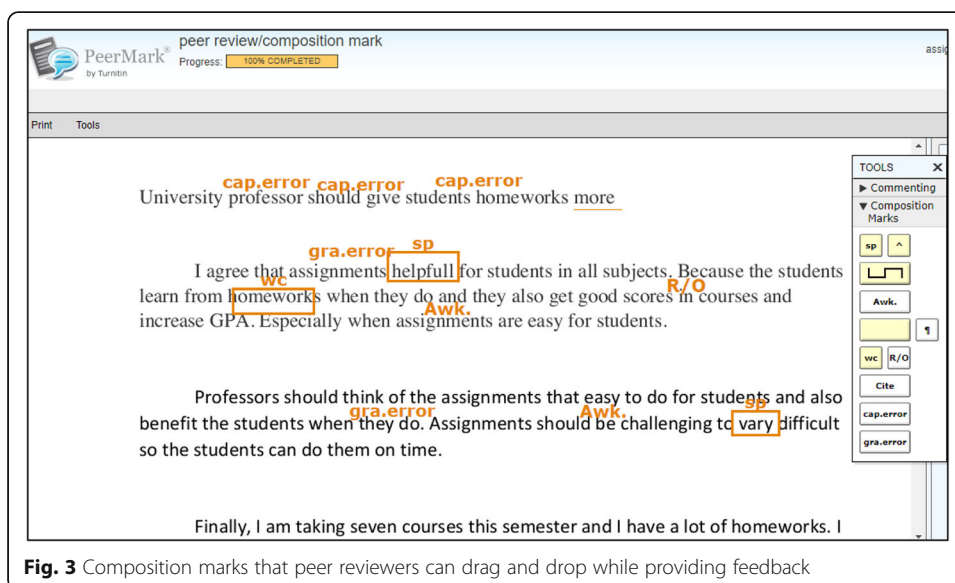 peer review/composition mark
PeerMark®
by Turnitin
Progress: 100% COMPLETED
assig
Print Tools
cap.error cap.error cap.error
University professor should give students homeworks more
gra.error sp
I agree that assignments helpfull for students in all subjects. Because the students
wc R/O
learn from homeworks when they do and they also get good scores in courses and
Awk.
increase GPA. Especially when assignments are easy for students.
Professors should think of the assignments that easy to do for students and also
gra.error Awk. sp
benefit the students when they do. Assignments should be challenging to vary difficult
so the students can do them on time.
Finally, I am taking seven courses this semester and I have a lot of homeworks. I
TOOLS X
▶ Commenting
▼ Composition
Marks
sp ^
Awk.
¶
wc R/O
Cite
cap.error
gra.error
Fig. 3 Composition marks that peer reviewers can drag and drop while providing feedback